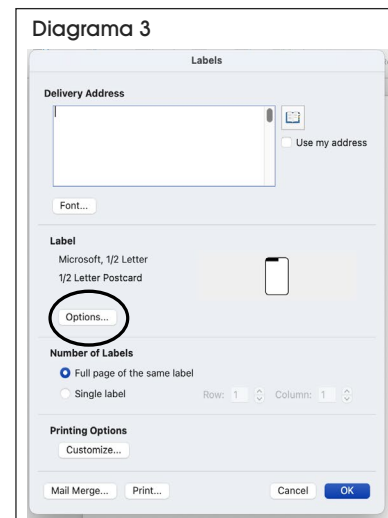 Diagrama 3
Labels
Delivery Address
Use my address
Font...
Label
Microsoft, 1/2 Letter
1/2 Letter Postcard
Options...
Number of Labels
Full page of the same label
Single label Row: 1 Column: 1
Printing Options
Customize...
Mail Merge... Print... Cancel OK